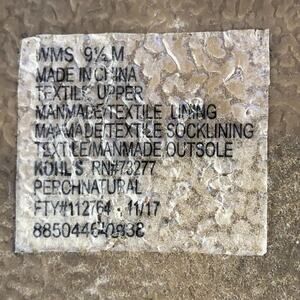 WMS 9½ M
MADE IN CHINA
TEXTILE UPPER
MANMADE/TEXTILE LINING
MANMADE/TEXTILE SOCKLINING
TEXTILE/MANMADE OUTSOLE
KOHL'S RN#73277
PERCHNATURAL
FTY#112764 11/17